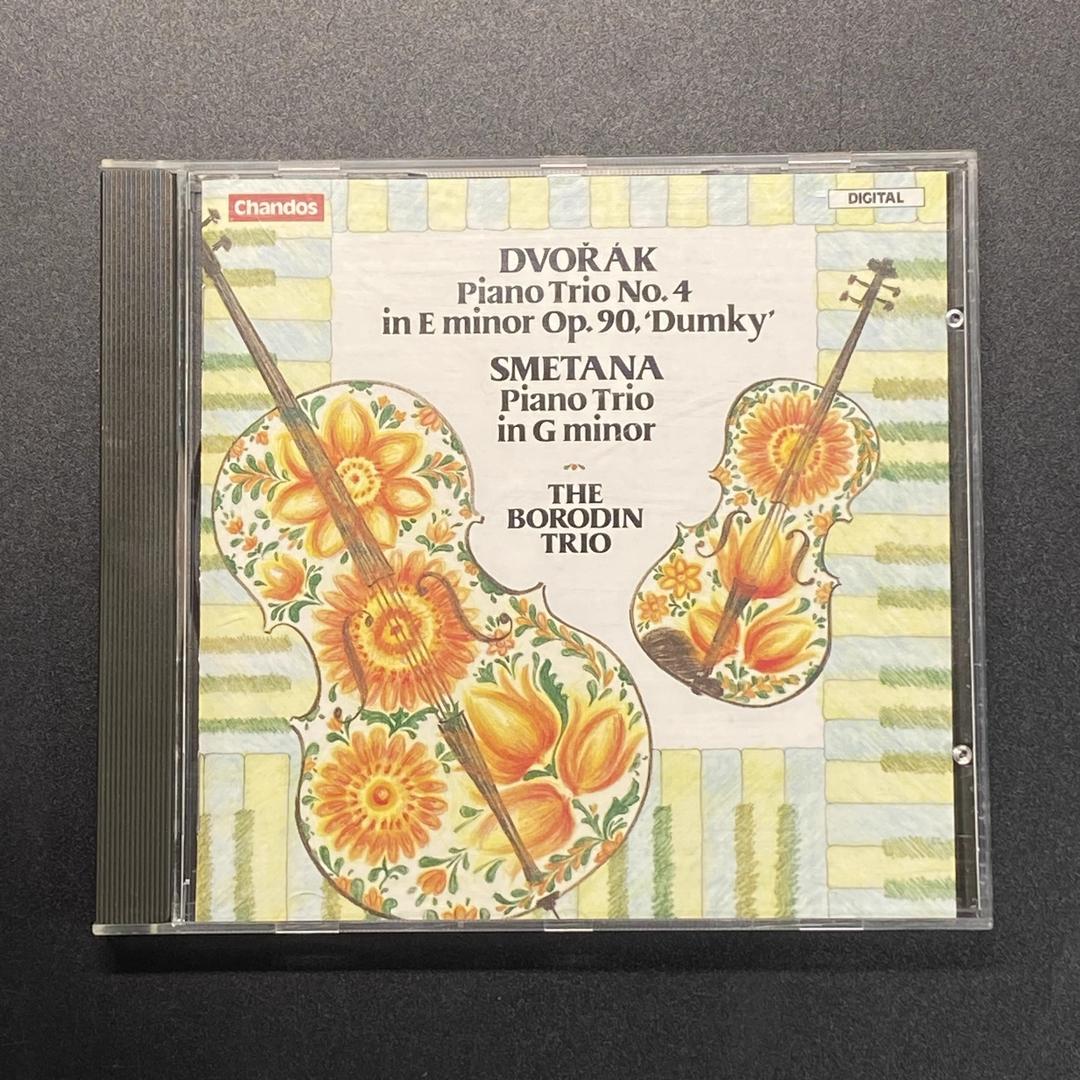 Chandos
DIGITAL
DVOŘÁK
Piano Trio No. 4
in E minor Op. 90, ‘Dumky’
SMETANA
Piano Trio
in G minor
THE
BORODIN
TRIO